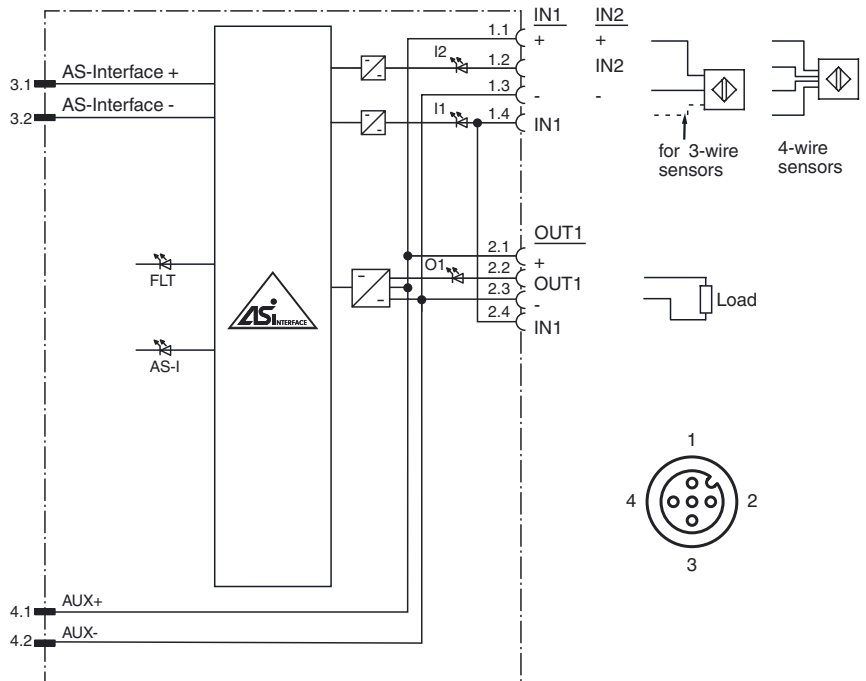 IN1 IN2
1.1 + +
I2 1.2 IN2
3.1 AS-Interface +
1.3 - -
3.2 AS-Interface -
I1 1.4 IN1
for 3-wire
sensors
4-wire
sensors
OUT1
2.1 +
O1 2.2 OUT1
FLT
2.3 -
Load
2.4 IN1
ASi INTERFACE
AS-I
1
4 2
3
4.1 AUX+
4.2 AUX-